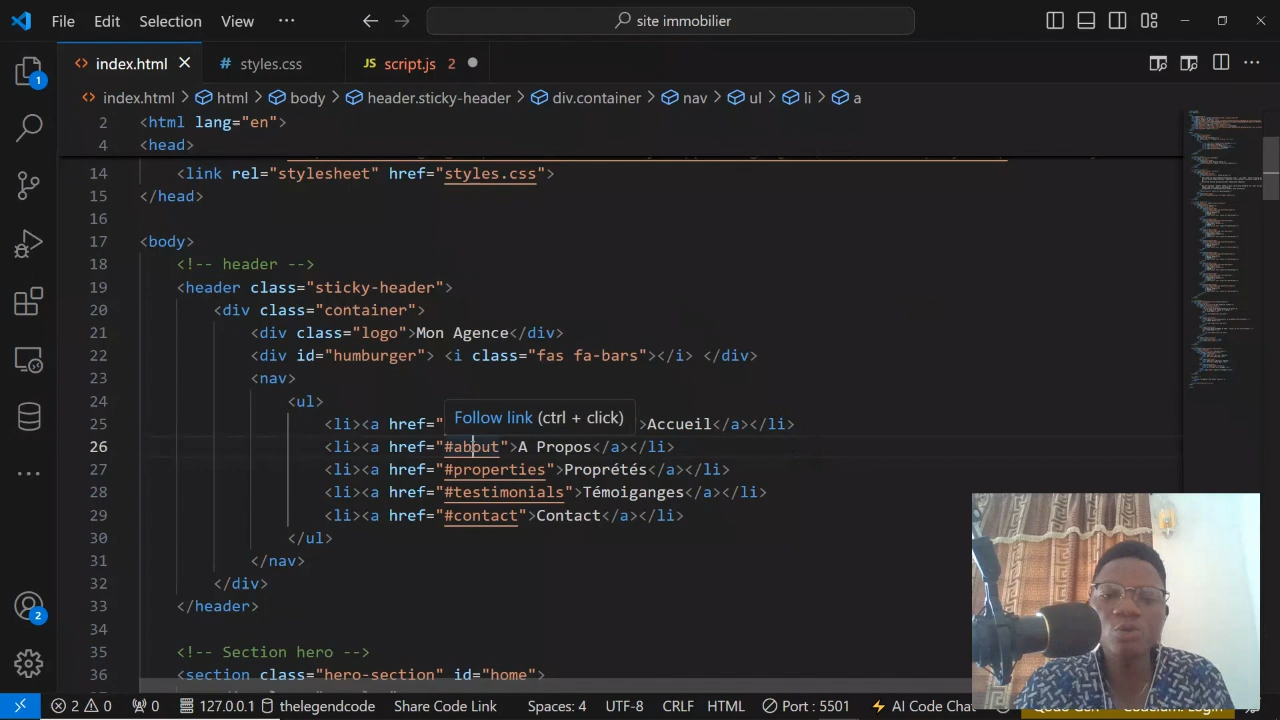 File Edit Selection View ··· site immobilier
1
index.html styles.css JS script.js 2
index.html > html > body > header.sticky-header > div.container > nav > ul > li > a
2 <html lang="en">
4 <head>
14 <link rel="stylesheet" href="styles.css">
15 </head>
16
17 <body>
18 <!-- header -->
19 <header class="sticky-header">
20 <div class="container">
21 <div class="logo">Mon Agence</div>
22 <div id="humburger"> <i class="fas fa-bars"></i> </div>
23 <nav>
24 <ul>
Follow link (ctrl + click)
25 <li><a href=" >Accueil</a></li>
26 <li><a href="#about">A Propos</a></li>
27 <li><a href="#properties">Proprétés</a></li>
28 <li><a href="#testimonials">Témoiganges</a></li>
29 <li><a href="#contact">Contact</a></li>
30 </ul>
31 </nav>
32 </div>
33 </header>
34
35 <!-- Section hero -->
36 <section class="hero-section" id="home">
2
2 0 0 127.0.0.1 thelegendcode Share Code Link Spaces: 4 UTF-8 CRLF HTML Port : 5501 AI Code Chat